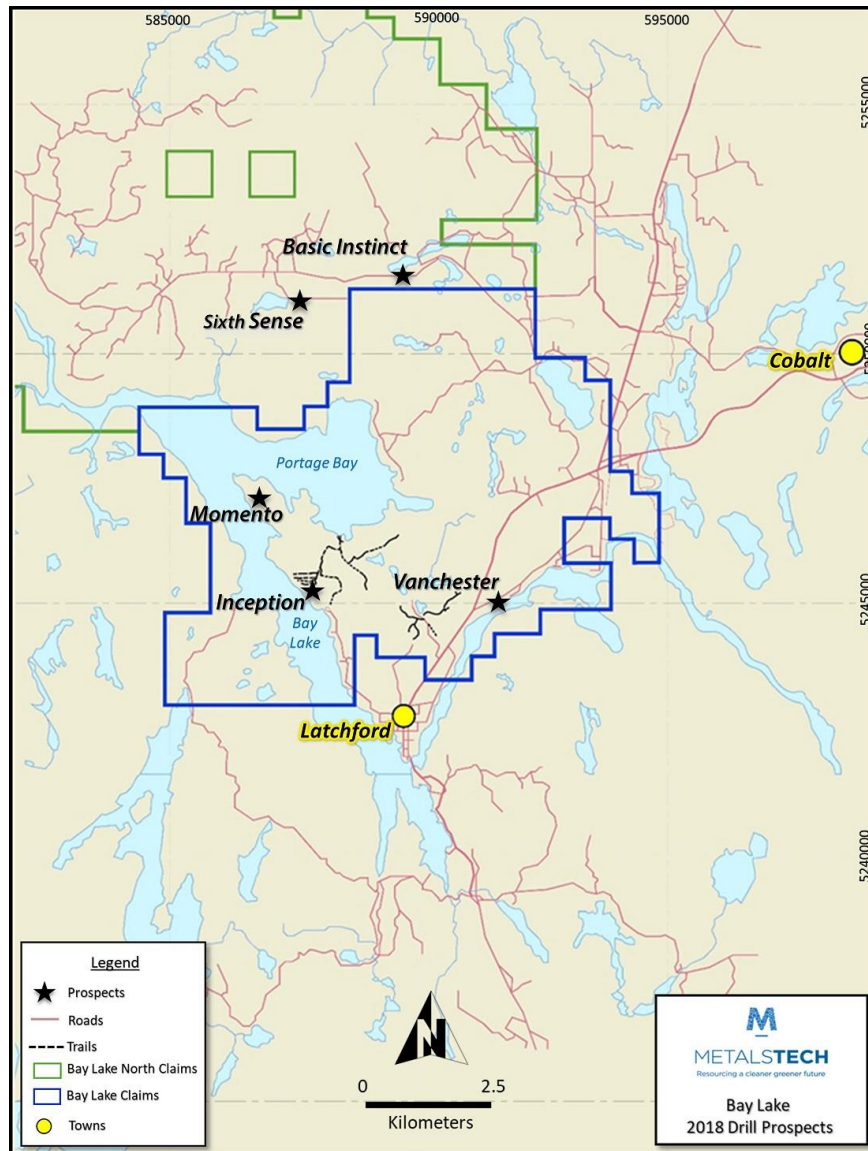 585000
590000
595000
5255000
Basic Instinct
Sixth Sense
Cobalt
Portage Bay
Momento
Inception
Vanchester
5245000
Bay
Lake
Latchford
5240000
Legend
Prospects
Roads
Trails
Bay Lake North Claims
Bay Lake Claims
Towns
N
0
2.5
Kilometers
M
METALSTECH
Resourcing a cleaner greener future
Bay Lake
2018 Drill Prospects